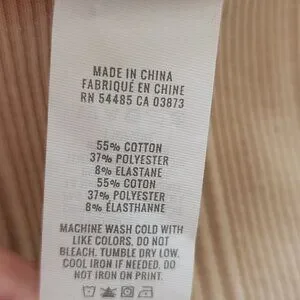 MADE IN CHINA
FABRIQUÉ EN CHINE
RN 54485 CA 03873
55% COTTON
37% POLYESTER
8% ELASTANE
55% COTON
37% POLYESTER
8% ÉLASTHANNE
MACHINE WASH COLD WITH
LIKE COLORS. DO NOT
BLEACH. TUMBLE DRY LOW.
COOL IRON IF NEEDED. DO
NOT IRON ON PRINT.